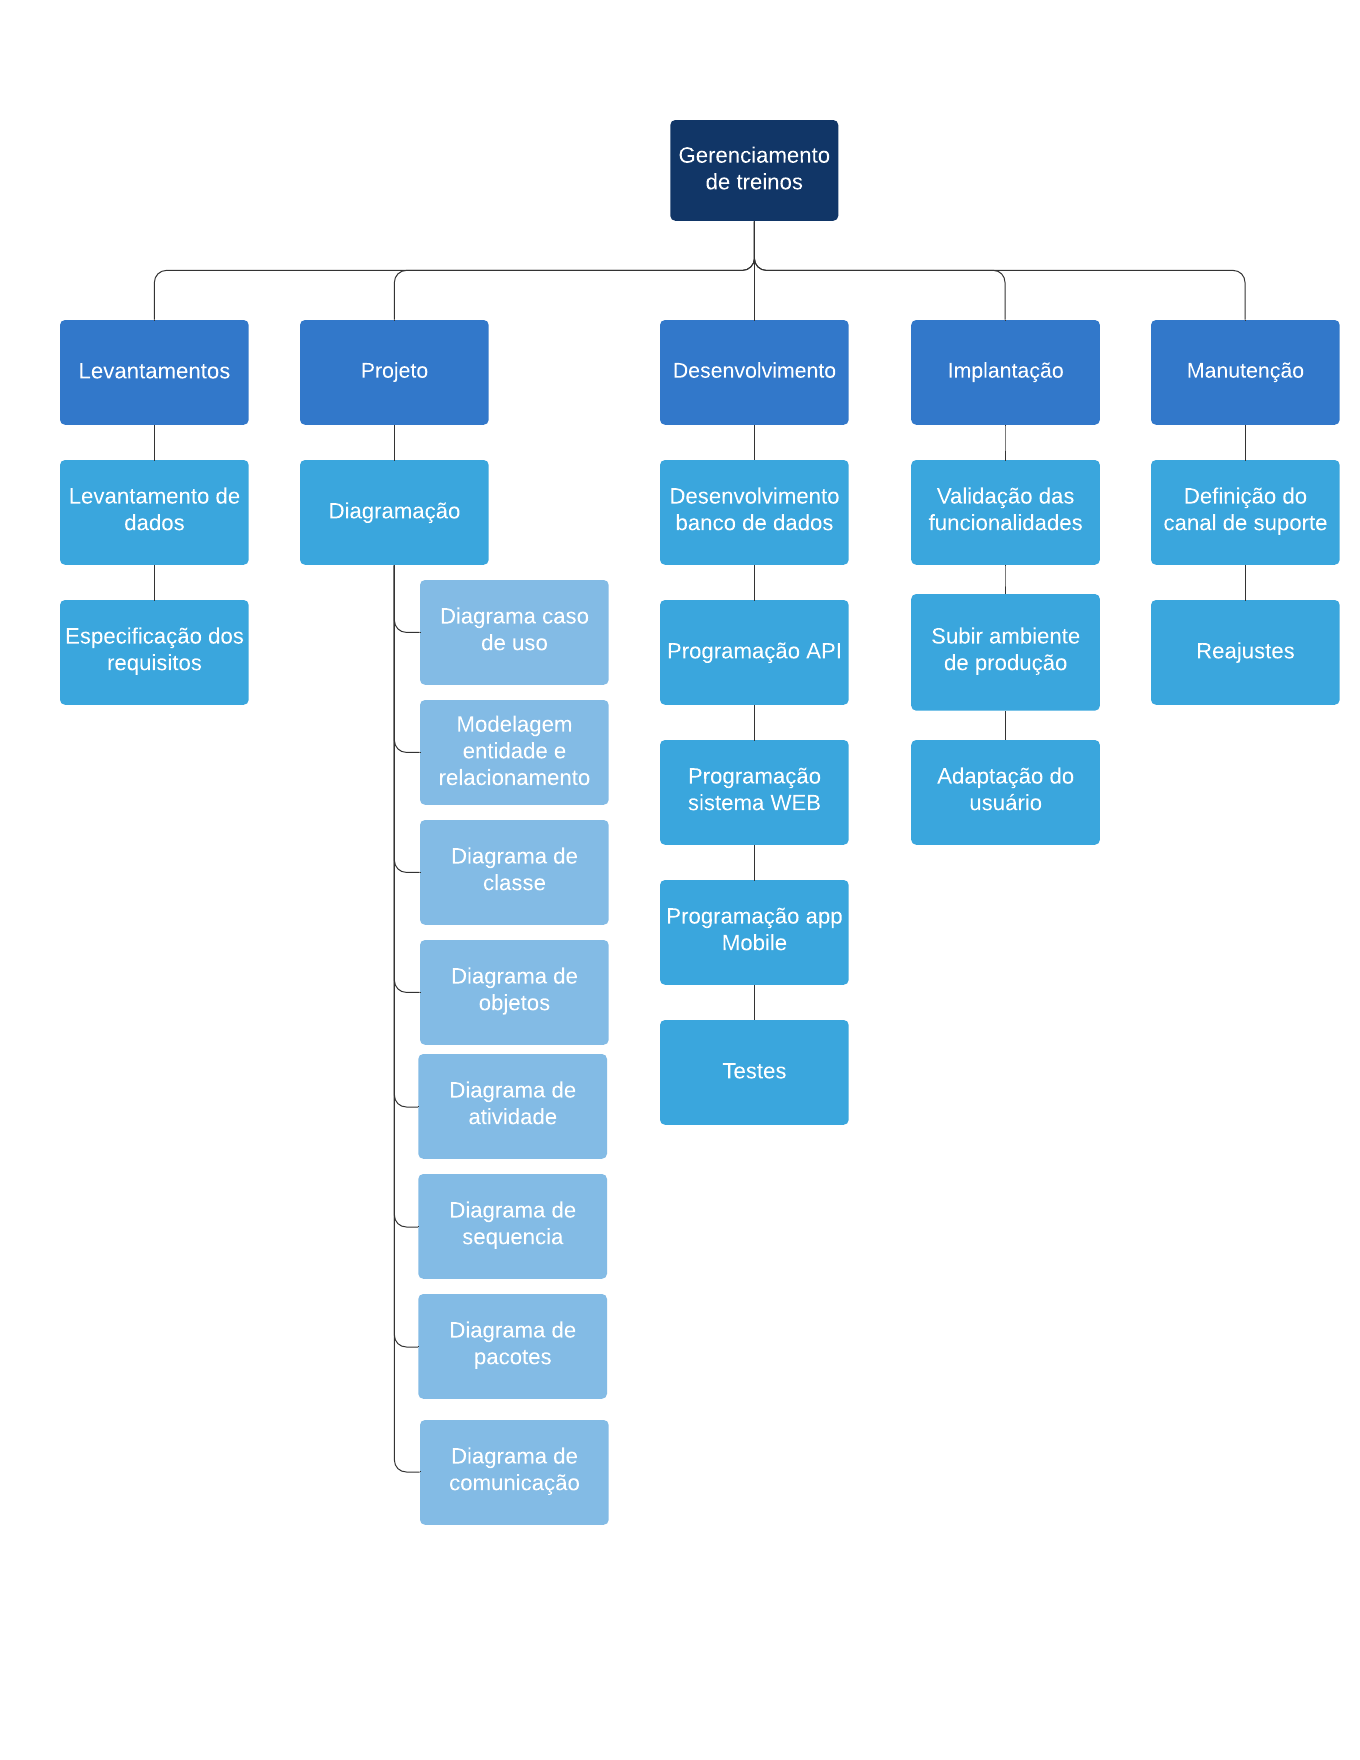 Gerenciamento
de treinos
Levantamentos
Projeto
Desenvolvimento
Implantação
Manutenção
Levantamento de
dados
Especificação dos
requisitos
Diagramação
Diagrama caso
de uso
Modelagem
entidade e
relacionamento
Diagrama de
classe
Diagrama de
objetos
Diagrama de
atividade
Diagrama de
sequencia
Diagrama de
pacotes
Diagrama de
comunicação
Desenvolvimento
banco de dados
Programação API
Programação
sistema WEB
Programação app
Mobile
Testes
Validação das
funcionalidades
Subir ambiente
de produção
Adaptação do
usuário
Definição do
canal de suporte
Reajustes